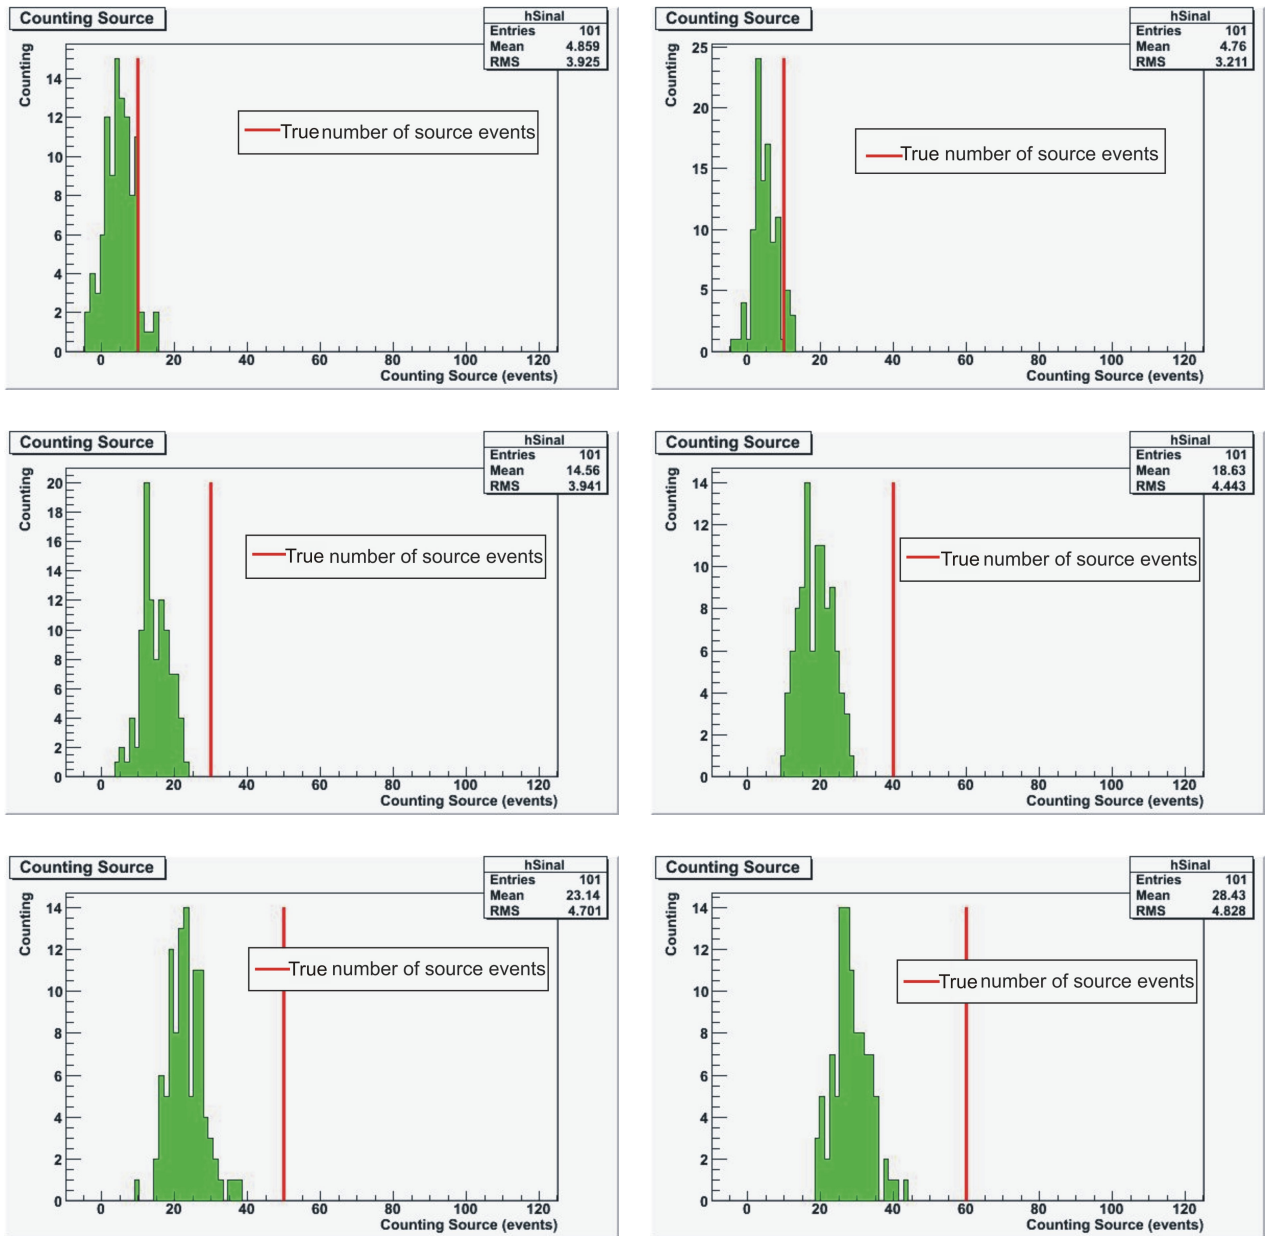 Counting Source
hSinal
Entries 101
Mean 4.859
RMS 3.925
Counting
14
12
10
8
6
4
2
0
True number of source events
0 20 40 60 80 100 120
Counting Source (events)
Counting Source
hSinal
Entries 101
Mean 4.76
RMS 3.211
Counting
25
20
15
10
5
0
True number of source events
0 20 40 60 80 100 120
Counting Source (events)
Counting Source
hSinal
Entries 101
Mean 14.56
RMS 3.941
Counting
20
18
16
14
12
10
8
6
4
2
0
True number of source events
0 20 40 60 80 100 120
Counting Source (events)
Counting Source
hSinal
Entries 101
Mean 18.63
RMS 4.443
Counting
14
12
10
8
6
4
2
0
True number of source events
0 20 40 60 80 100 120
Counting Source (events)
Counting Source
hSinal
Entries 101
Mean 23.14
RMS 4.701
Counting
14
12
10
8
6
4
2
0
True number of source events
0 20 40 60 80 100 120
Counting Source (events)
Counting Source
hSinal
Entries 101
Mean 28.43
RMS 4.828
Counting
14
12
10
8
6
4
2
0
True number of source events
0 20 40 60 80 100 120
Counting Source (events)